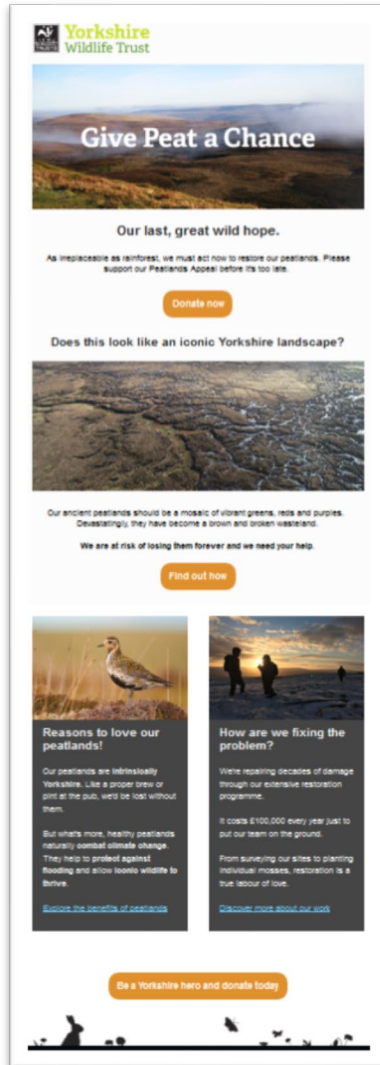 Yorkshire
Wildlife Trust
Give Peat a Chance
Our last, great wild hope.
As irreplaceable as rainforest, we must act now to restore our peatlands. Please
support our Peatlands Appeal before it's too late.
Donate now
Does this look like an iconic Yorkshire landscape?
Our ancient peatlands should be a mosaic of vibrant greens, reds and purples.
Devastatingly, they have become a brown and broken wasteland.
We are at risk of losing them forever and we need your help.
Find out how
Reasons to love our
peatlands!
Our peatlands are intrinsically
Yorkshire. Like a proper brew or
pint at the pub, we'd be lost without
them.
But what's more, healthy peatlands
naturally combat climate change.
They help to protect against
flooding and allow iconic wildlife to
thrive.
Explore the benefits of peatlands
How are we fixing the
problem?
We're repairing decades of damage
through our extensive restoration
programme.
It costs £100,000 every year just to
put our team on the ground.
From surveying our sites to planting
individual mosses, restoration is a
true labour of love.
Discover more about our work
Be a Yorkshire hero and donate today